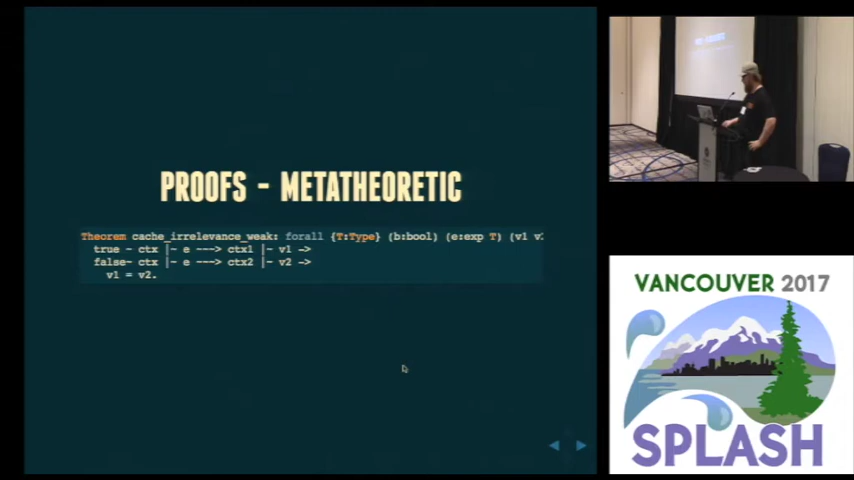 PROOFS - METATHEORETIC
Theorem cache_irrelevance_weak: forall {T:Type} (b:bool) (e:exp T) (v1 v2
true - ctx |- e ---> ctx1 |- v1 ->
false- ctx |- e ---> ctx2 |- v2 ->
v1 = v2.
VANCOUVER 2017
SPLASH